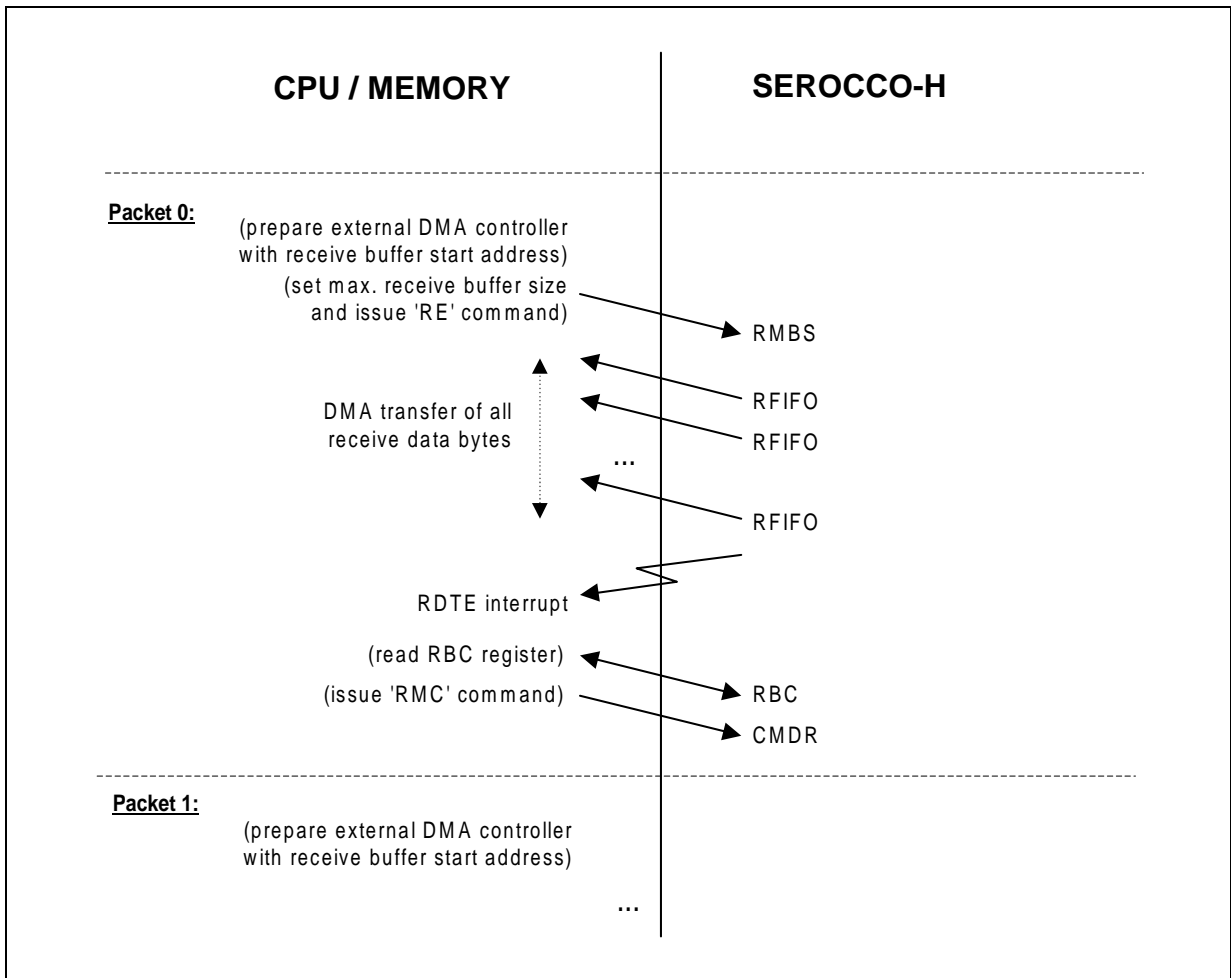 CPU / MEMORY
SEROCCO-H
Packet 0:
(prepare external DMA controller
with receive buffer start address)
(set max. receive buffer size
and issue 'RE' command)
RMBS
RFIFO
DMA transfer of all
receive data bytes
RFIFO
...
RFIFO
RDTE interrupt
(read RBC register)
RBC
(issue 'RMC' command)
CMDR
Packet 1:
(prepare external DMA controller
with receive buffer start address)
...